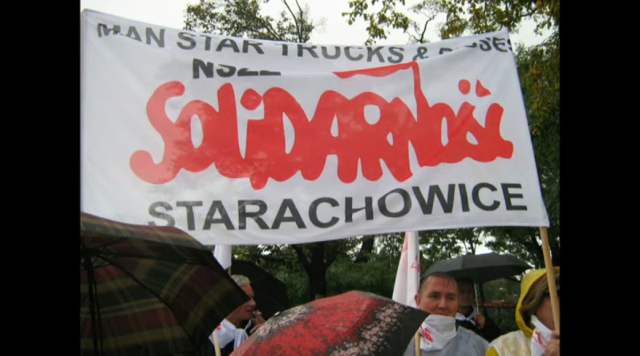 MAN STAR TRUCKS & BUSES
NSZZ
SOLIDARNOŚĆ
STARACHOWICE